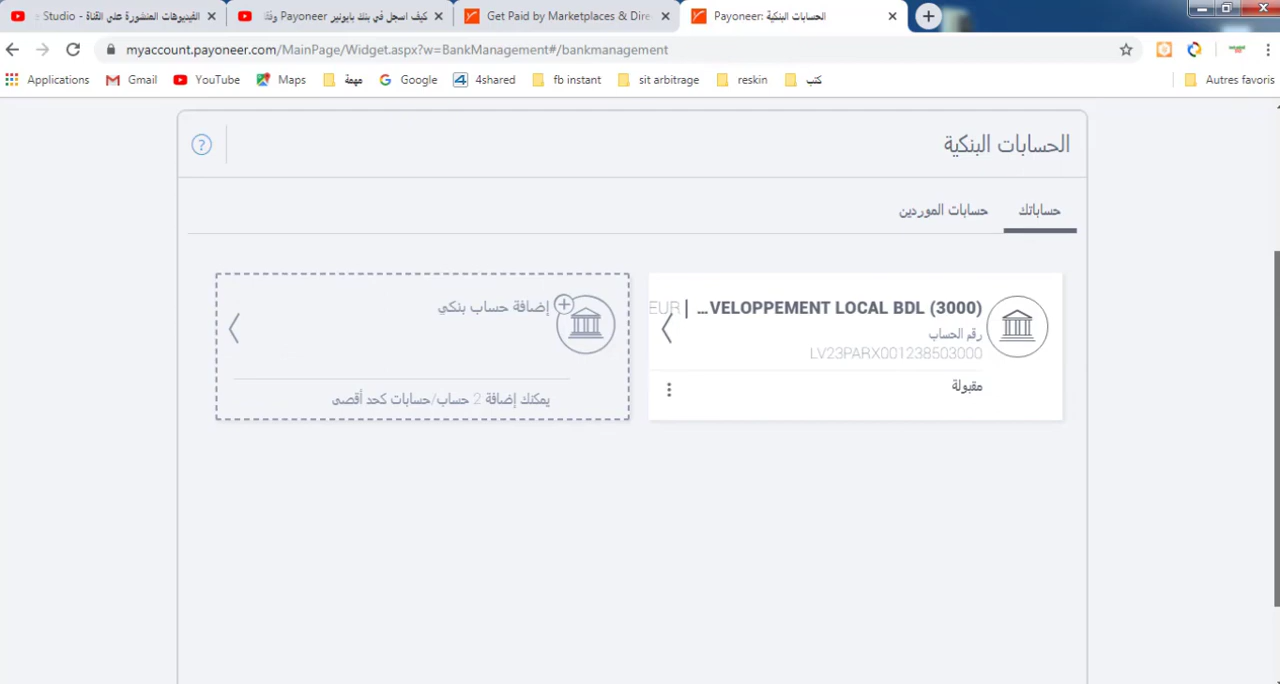 Studio - الفيديوهات المنشورة على القناة
كيف اسجل في بنك بايونير Payoneer وتف
Get Paid by Marketplaces & Dire
Payoneer: الحسابات البنكية
myaccount.payoneer.com/MainPage/Widget.aspx?w=BankManagement#/bankmanagement
Applications Gmail YouTube Maps مهمة Google 4shared fb instant sit arbitrage reskin كتب Autres favoris
الحسابات البنكية
حساباتك
حسابات الموردين
...VELOPPEMENT LOCAL BDL (3000) | EUR
رقم الحساب
LV23PARX001238503000
مقبولة
إضافة حساب بنكي
يمكنك إضافة 2 حساب/حسابات كحد أقصى